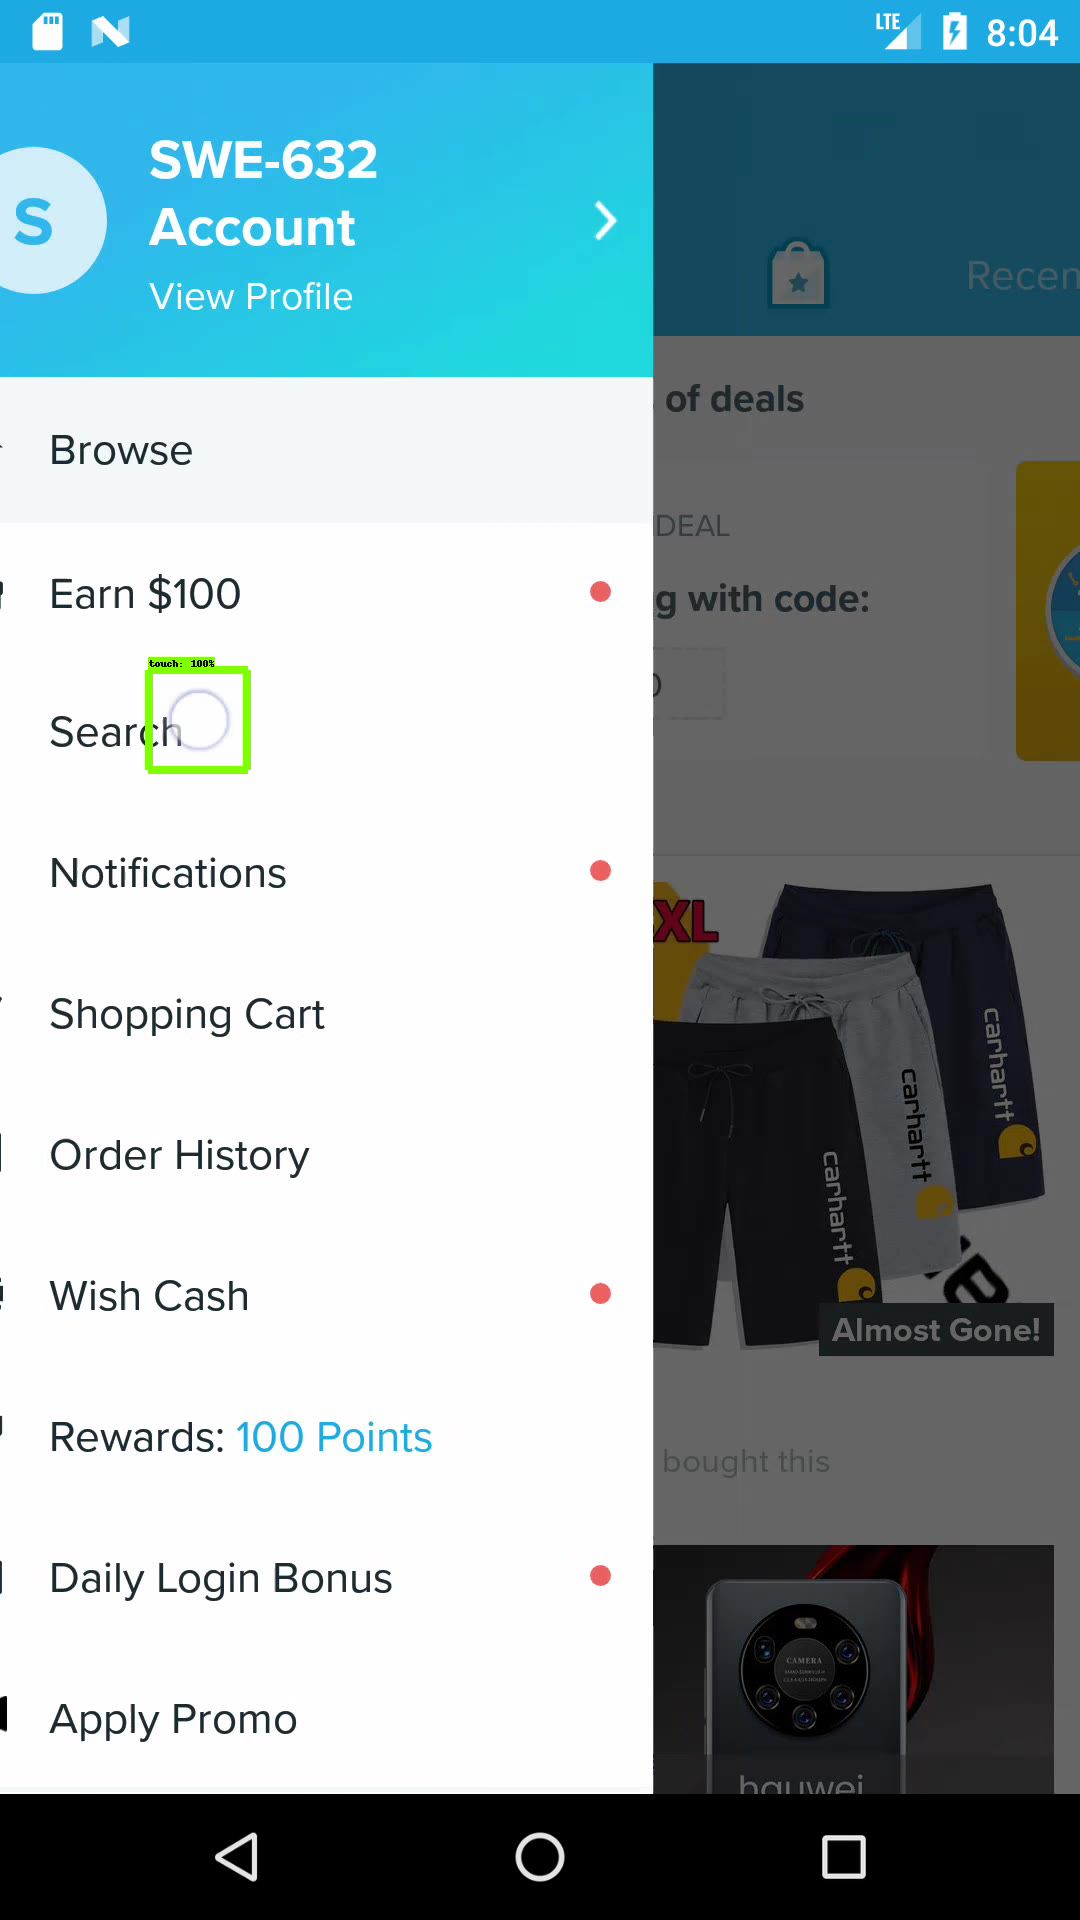 LTE 8:04
S
SWE-632
Account
View Profile
Recen
Browse
of deals
DEAL
g with code:
Earn $100
touch: 100%
Search
Notifications
XL
Shopping Cart
carhartt
carhartt
carhartt
Order History
Wish Cash
Almost Gone!
Rewards: 100 Points
bought this
Daily Login Bonus
CAMERA
Apply Promo
hauwei